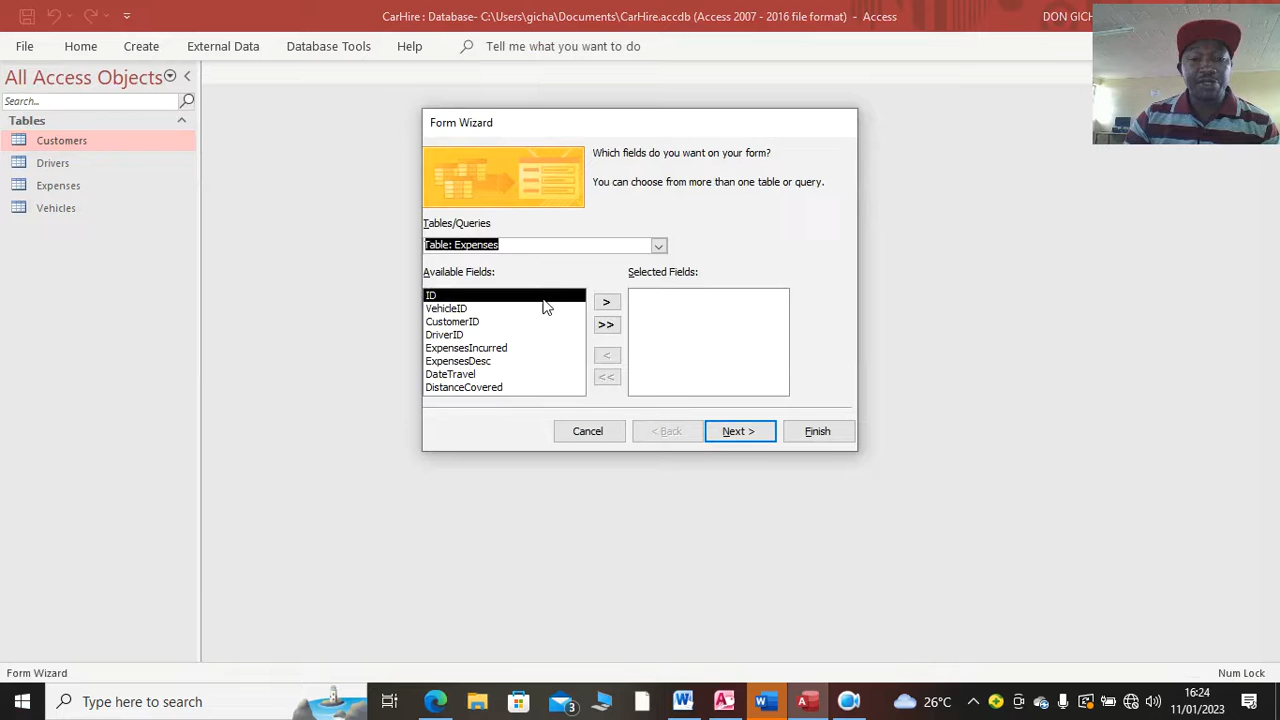 CarHire : Database- C:\Users\gicha\Documents\CarHire.accdb (Access 2007 - 2016 file format) - Access
DON GICH
File Home Create External Data Database Tools Help Tell me what you want to do
All Access Objects
Search...
Tables
Customers
Drivers
Expenses
Vehicles
Form Wizard
Which fields do you want on your form?
You can choose from more than one table or query.
Tables/Queries
Table: Expenses
Available Fields:
Selected Fields:
ID
VehicleID
CustomerID
DriverID
ExpensesIncurred
ExpensesDesc
DateTravel
DistanceCovered
>
>>
<
<<
Cancel
< Back
Next >
Finish
Form Wizard
Num Lock
Type here to search
3
26°C
16:24
11/01/2023